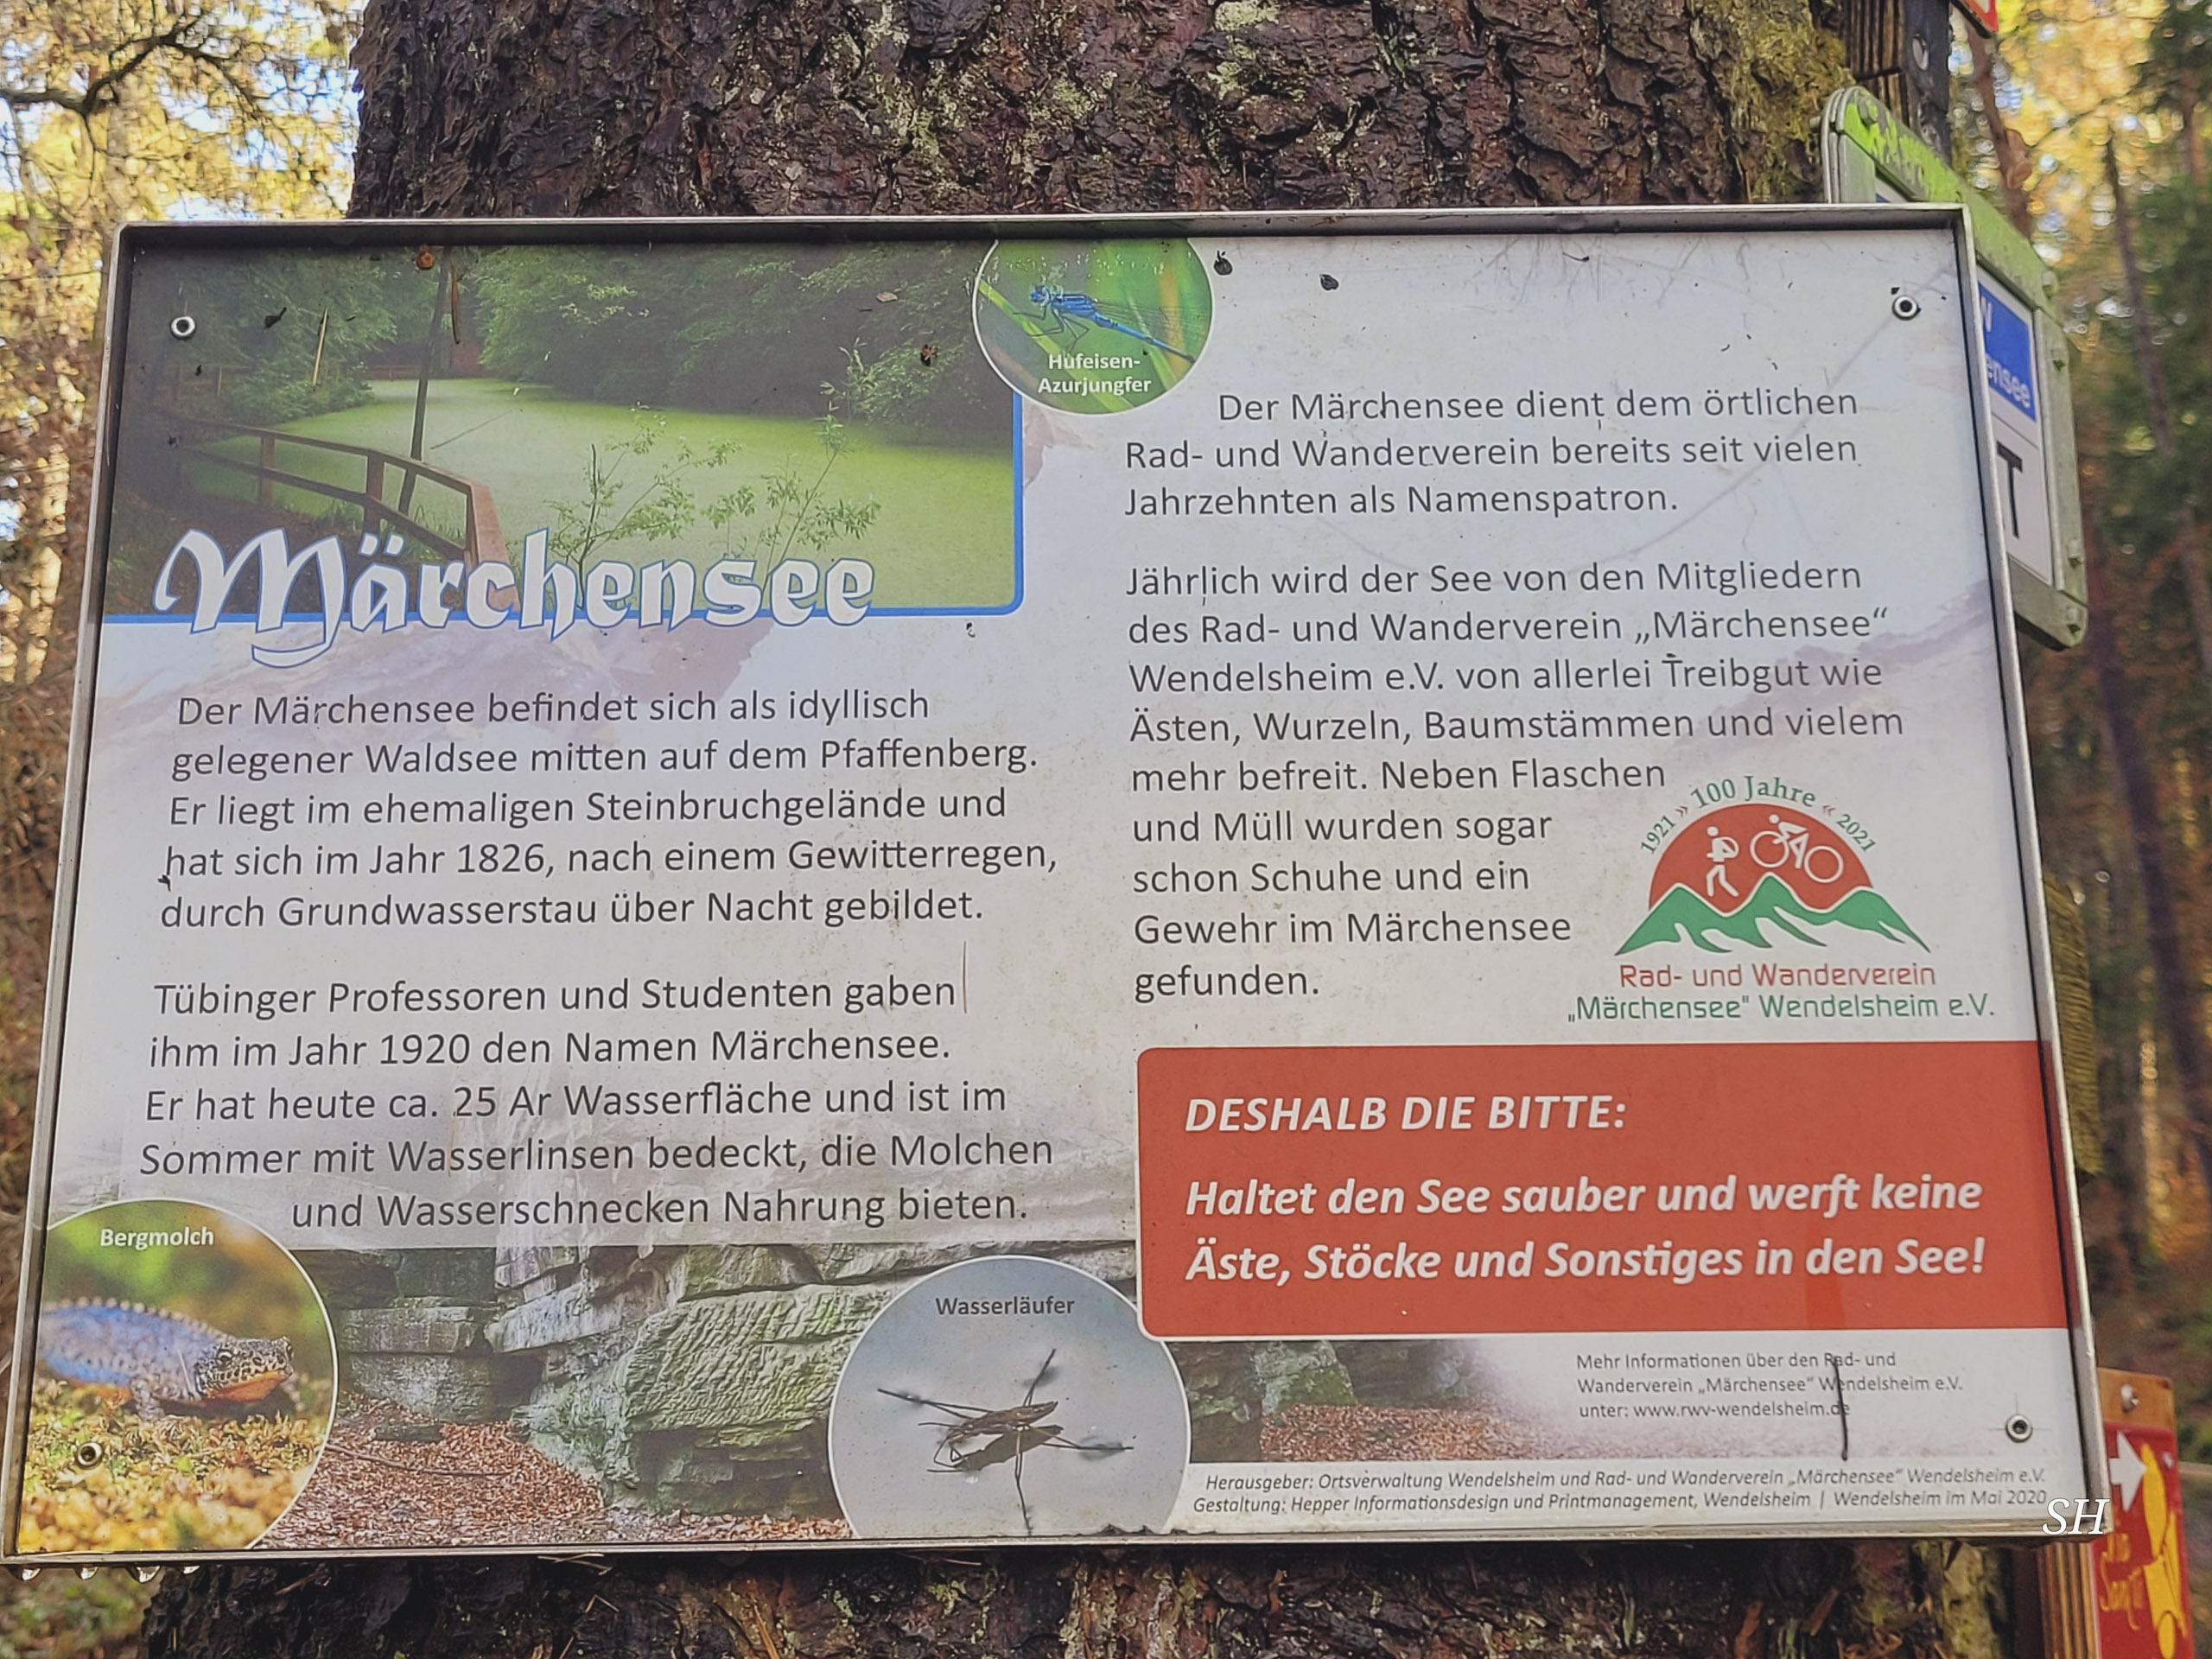 Hufeisen-
Azurjungfer
Märchensee
Der Märchensee befindet sich als idyllisch
gelegener Waldsee mitten auf dem Pfaffenberg.
Er liegt im ehemaligen Steinbruchgelände und
hat sich im Jahr 1826, nach einem Gewitterregen,
durch Grundwasserstau über Nacht gebildet.
Tübinger Professoren und Studenten gaben
ihm im Jahr 1920 den Namen Märchensee.
Er hat heute ca. 25 Ar Wasserfläche und ist im
Sommer mit Wasserlinsen bedeckt, die Molchen
und Wasserschnecken Nahrung bieten.
Bergmolch
Wasserläufer
Der Märchensee dient dem örtlichen
Rad- und Wanderverein bereits seit vielen
Jahrzehnten als Namenspatron.
Jährlich wird der See von den Mitgliedern
des Rad- und Wanderverein „Märchensee“
Wendelsheim e.V. von allerlei Treibgut wie
Ästen, Wurzeln, Baumstämmen und vielem
mehr befreit. Neben Flaschen
und Müll wurden sogar
schon Schuhe und ein
Gewehr im Märchensee
gefunden.
1921 » 100 Jahre « 2021
Rad- und Wanderverein
„Märchensee" Wendelsheim e.V.
DESHALB DIE BITTE:
Haltet den See sauber und werft keine
Äste, Stöcke und Sonstiges in den See!
Mehr Informationen über den Rad- und
Wanderverein „Märchensee“ Wendelsheim e.V.
unter: www.rwv-wendelsheim.de
Herausgeber: Ortsverwaltung Wendelsheim und Rad- und Wanderverein „Märchensee“ Wendelsheim e.V.
Gestaltung: Hepper Informationsdesign und Printmanagement, Wendelsheim | Wendelsheim im Mai 2020
SH
T